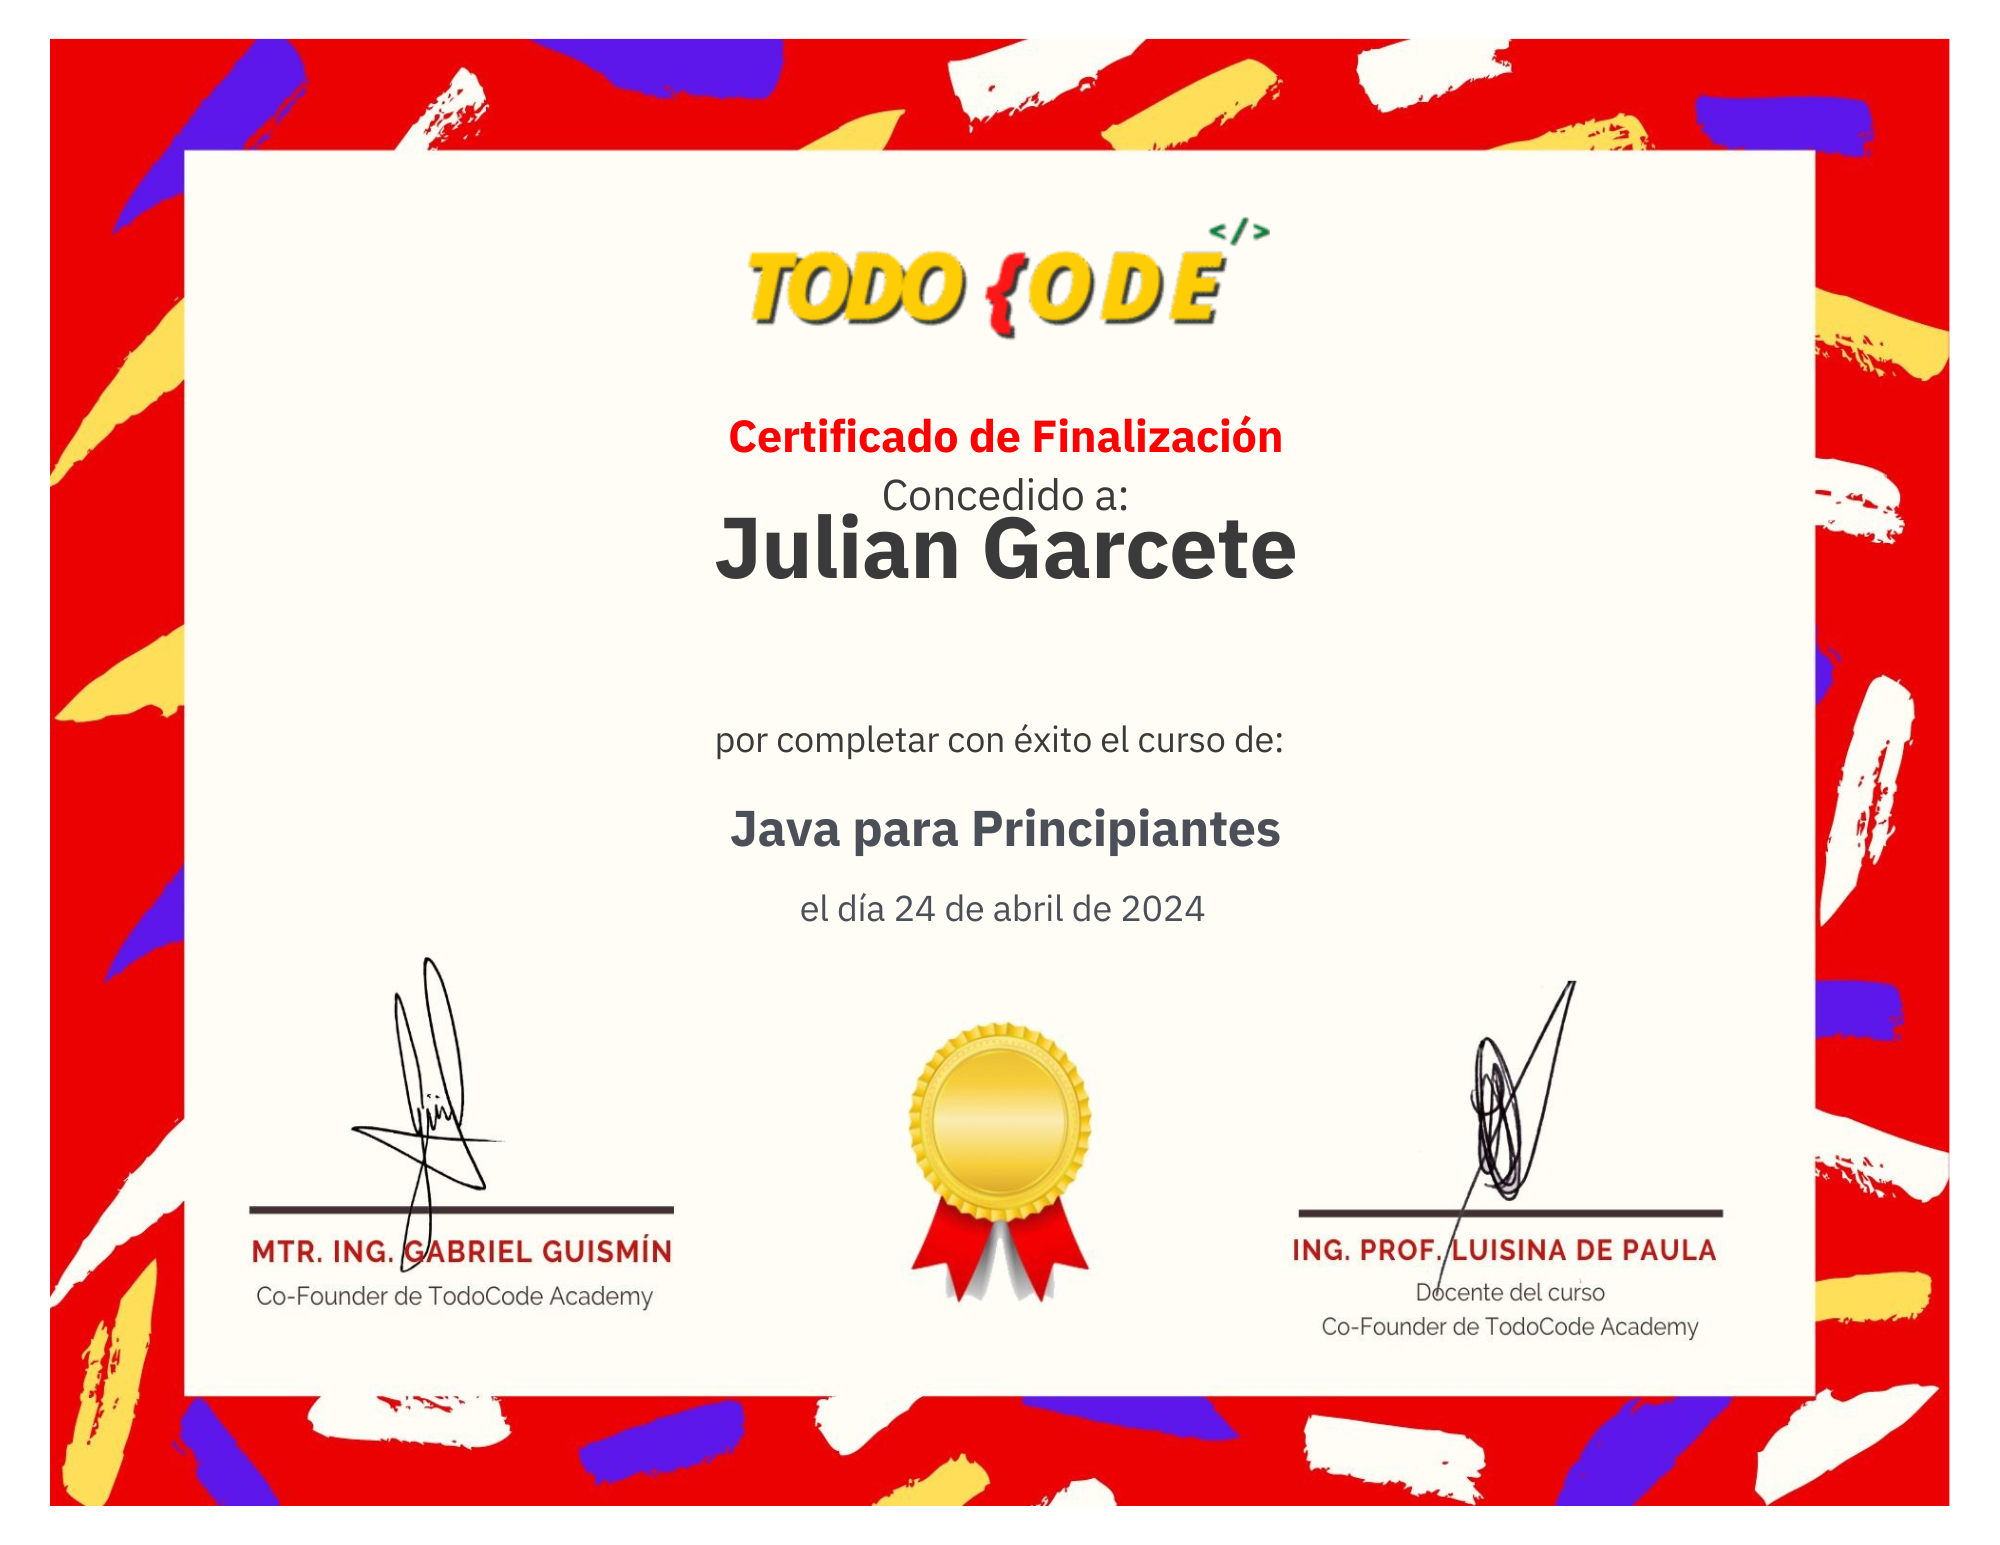 TODO {ODE </>
Certificado de Finalización
Concedido a:
Julian Garcete
por completar con éxito el curso de:
Java para Principiantes
el día 24 de abril de 2024
MTR. ING. GABRIEL GUISMÍN
Co-Founder de TodoCode Academy
ING. PROF. LUISINA DE PAULA
Docente del curso
Co-Founder de TodoCode Academy